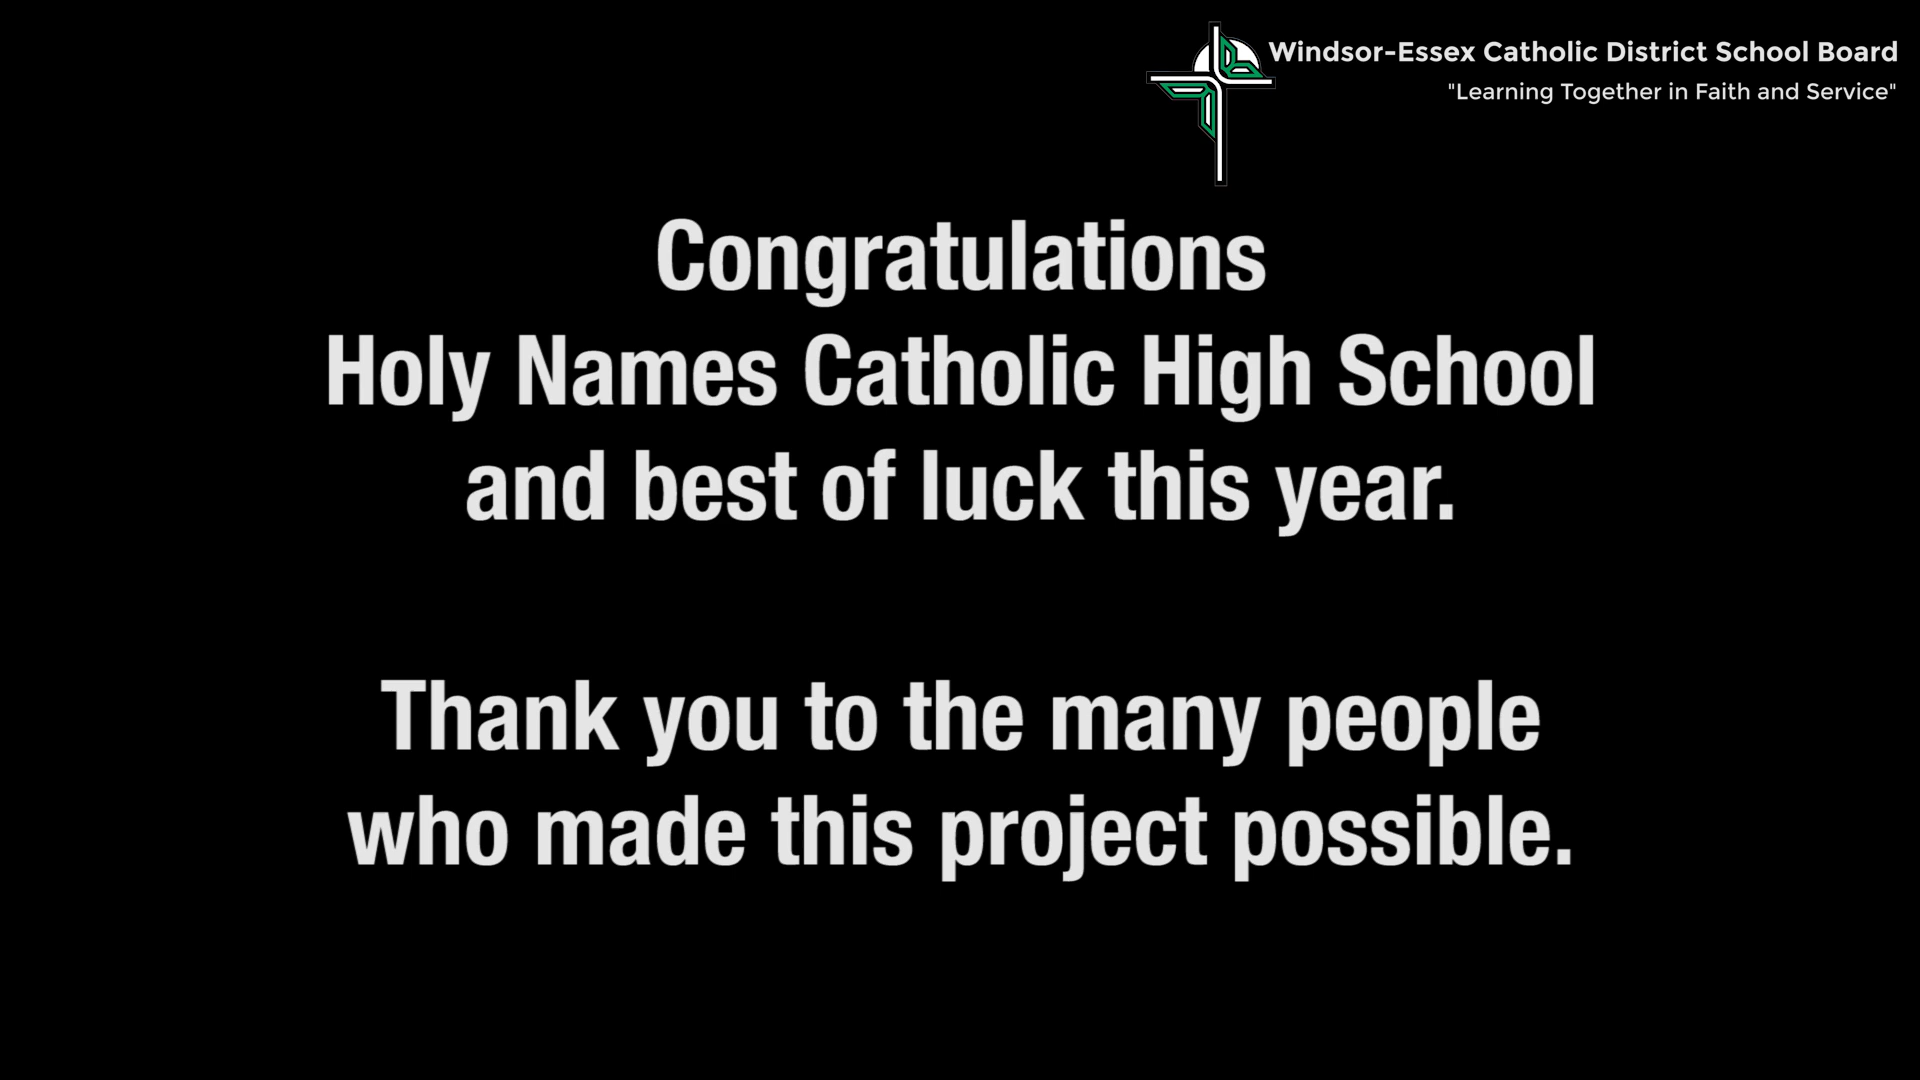 Windsor-Essex Catholic District School Board
"Learning Together in Faith and Service"
Congratulations
Holy Names Catholic High School
and best of luck this year.
Thank you to the many people
who made this project possible.